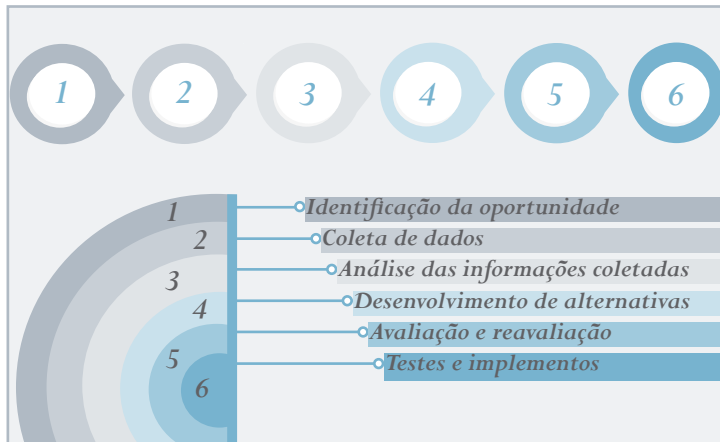 1 2 3 4 5 6
1 Identificação da oportunidade
2 Coleta de dados
3 Análise das informações coletadas
4 Desenvolvimento de alternativas
5 Avaliação e reavaliação
6 Testes e implementos